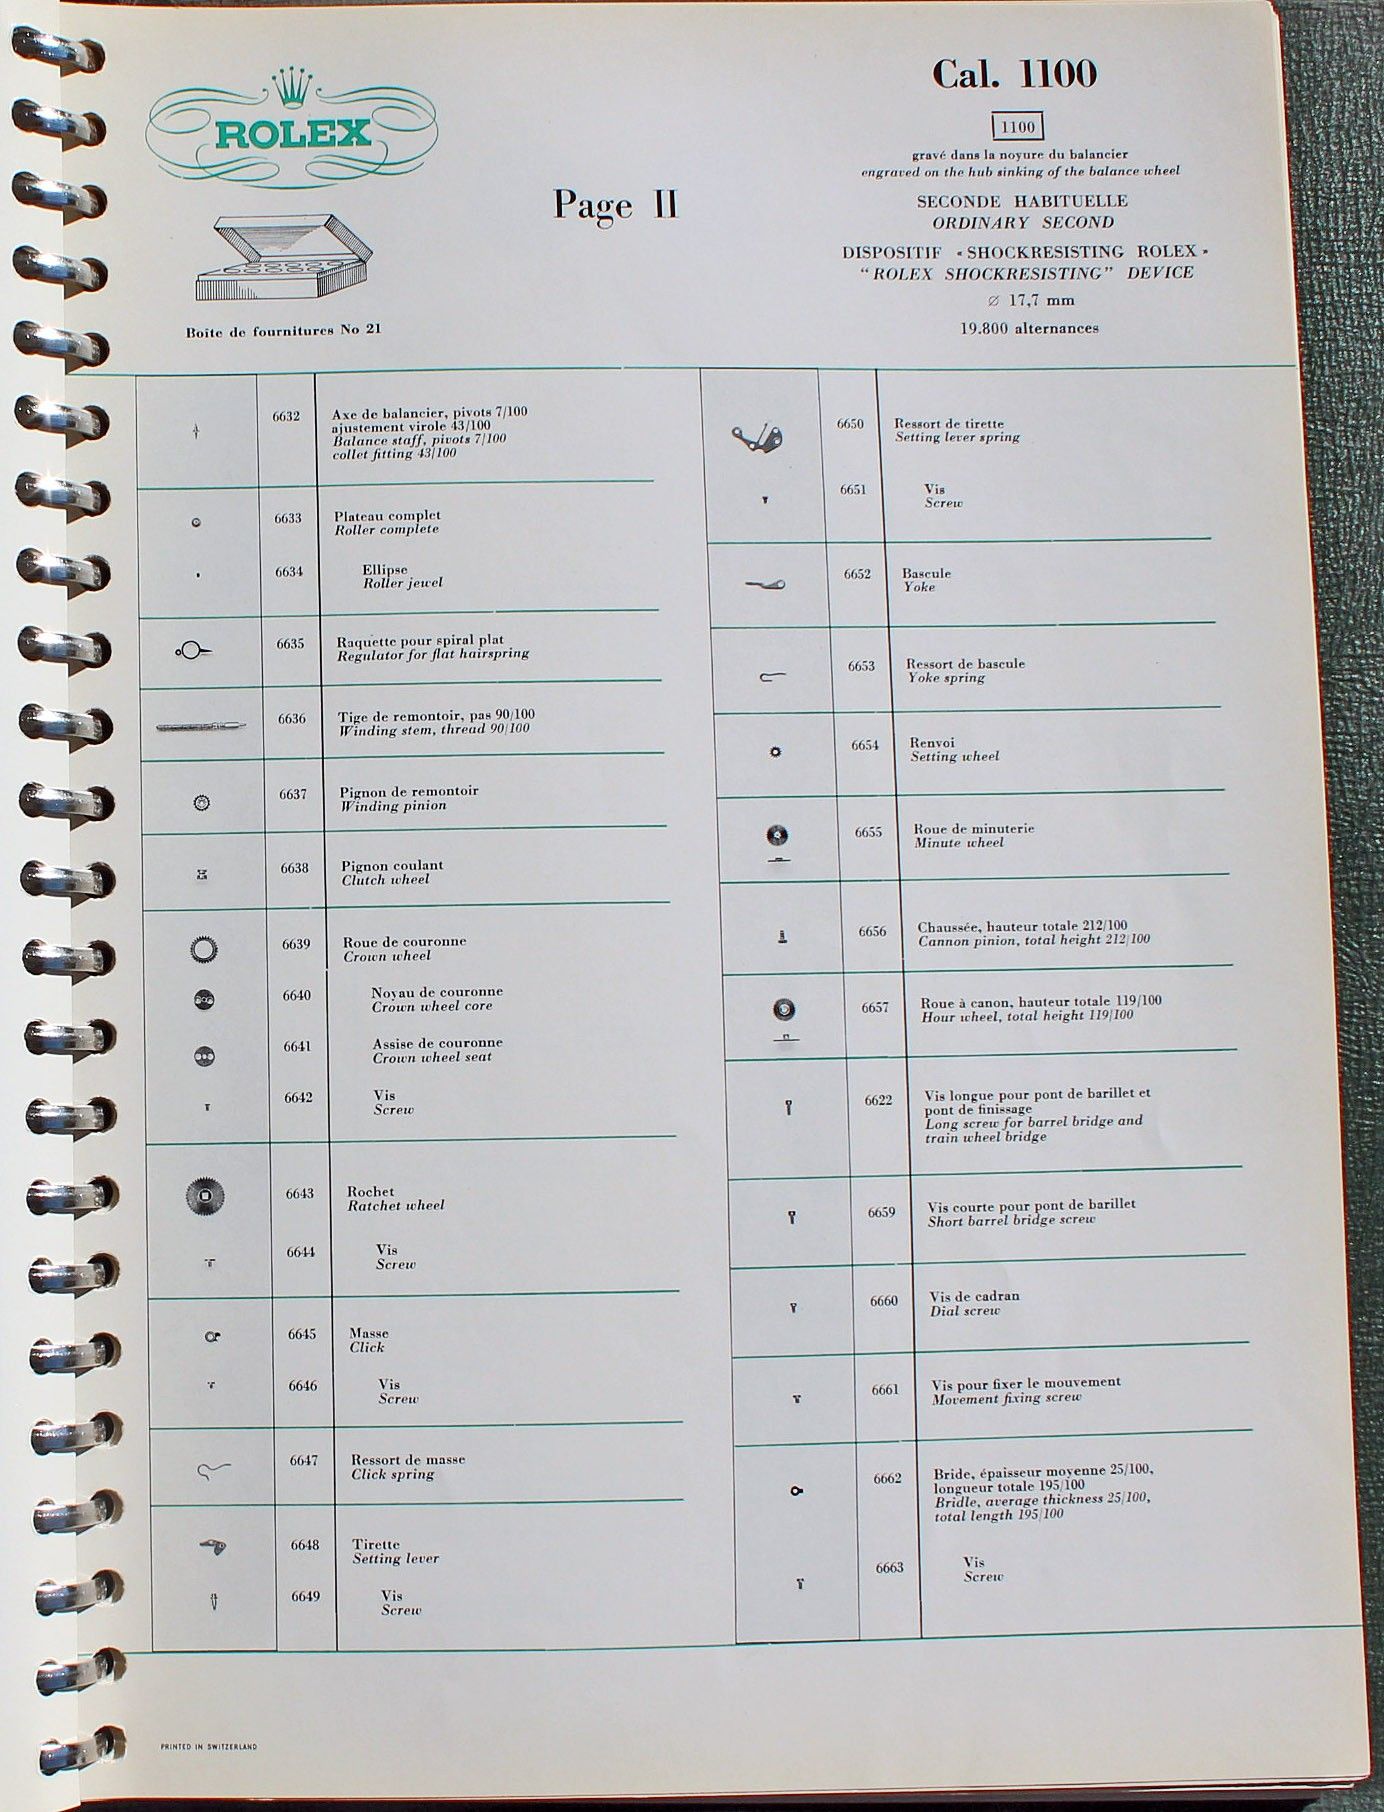 ROLEX
Boîte de fournitures No 21
Page II
Cal. 1100
1100
gravé dans la noyure du balancier
engraved on the hub sinking of the balance wheel
SECONDE HABITUELLE
ORDINARY SECOND
DISPOSITIF «SHOCKRESISTING ROLEX»
"ROLEX SHOCKRESISTING" DEVICE
⌀ 17,7 mm
19.800 alternances
6632 Axe de balancier, pivots 7/100
ajustement virole 43/100
Balance staff, pivots 7/100
collet fitting 43/100
6633 Plateau complet
Roller complete
6634 Ellipse
Roller jewel
6635 Raquette pour spiral plat
Regulator for flat hairspring
6636 Tige de remontoir, pas 90/100
Winding stem, thread 90/100
6637 Pignon de remontoir
Winding pinion
6638 Pignon coulant
Clutch wheel
6639 Roue de couronne
Crown wheel
6640 Noyau de couronne
Crown wheel core
6641 Assise de couronne
Crown wheel seat
6642 Vis
Screw
6643 Rochet
Ratchet wheel
6644 Vis
Screw
6645 Masse
Click
6646 Vis
Screw
6647 Ressort de masse
Click spring
6648 Tirette
Setting lever
6649 Vis
Screw
6650 Ressort de tirette
Setting lever spring
6651 Vis
Screw
6652 Bascule
Yoke
6653 Ressort de bascule
Yoke spring
6654 Renvoi
Setting wheel
6655 Roue de minuterie
Minute wheel
6656 Chaussée, hauteur totale 212/100
Cannon pinion, total height 212/100
6657 Roue à canon, hauteur totale 119/100
Hour wheel, total height 119/100
6622 Vis longue pour pont de barillet et
pont de finissage
Long screw for barrel bridge and
train wheel bridge
6659 Vis courte pour pont de barillet
Short barrel bridge screw
6660 Vis de cadran
Dial screw
6661 Vis pour fixer le mouvement
Movement fixing screw
6662 Bride, épaisseur moyenne 25/100,
longueur totale 195/100
Bridle, average thickness 25/100,
total length 195/100
6663 Vis
Screw
PRINTED IN SWITZERLAND